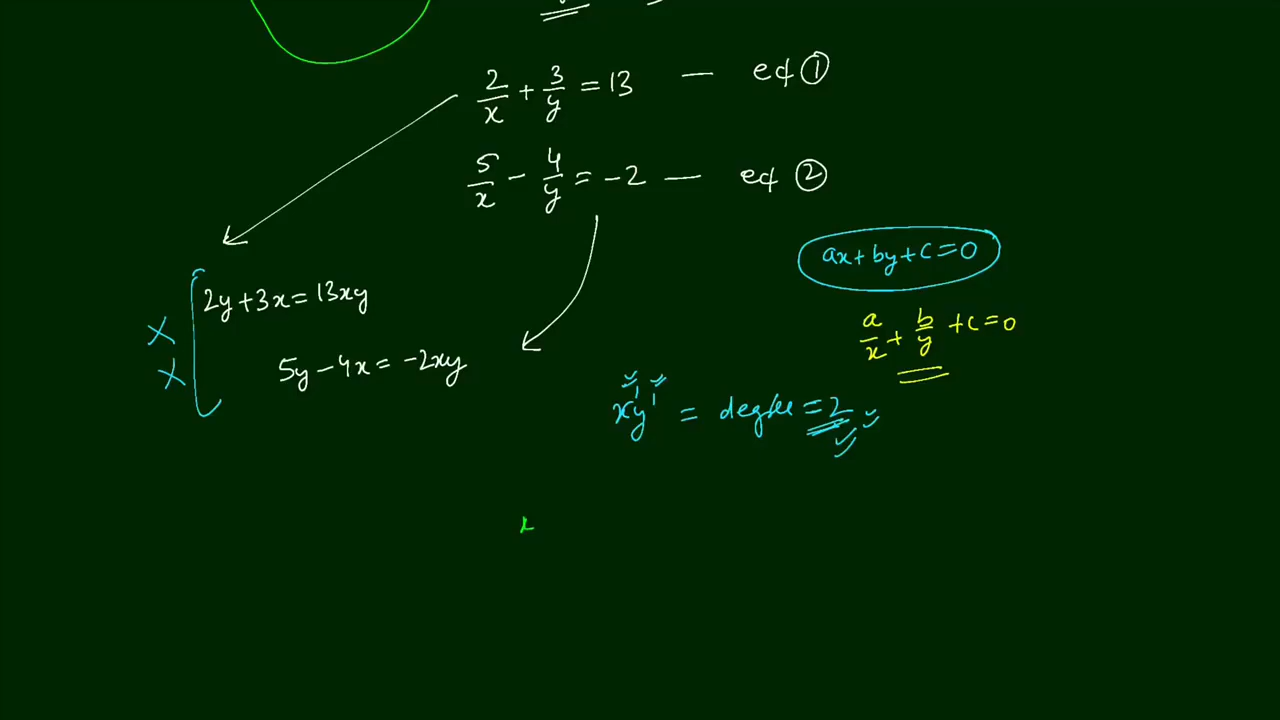 2/x + 3/y = 13 — eq ①
5/x - 4/y = -2 — eq ②
ax+by+c=0
2y+3x=13xy
a/x + b/y + c=0
5y-4x=-2xy
x¹y¹ = degree = 2
x